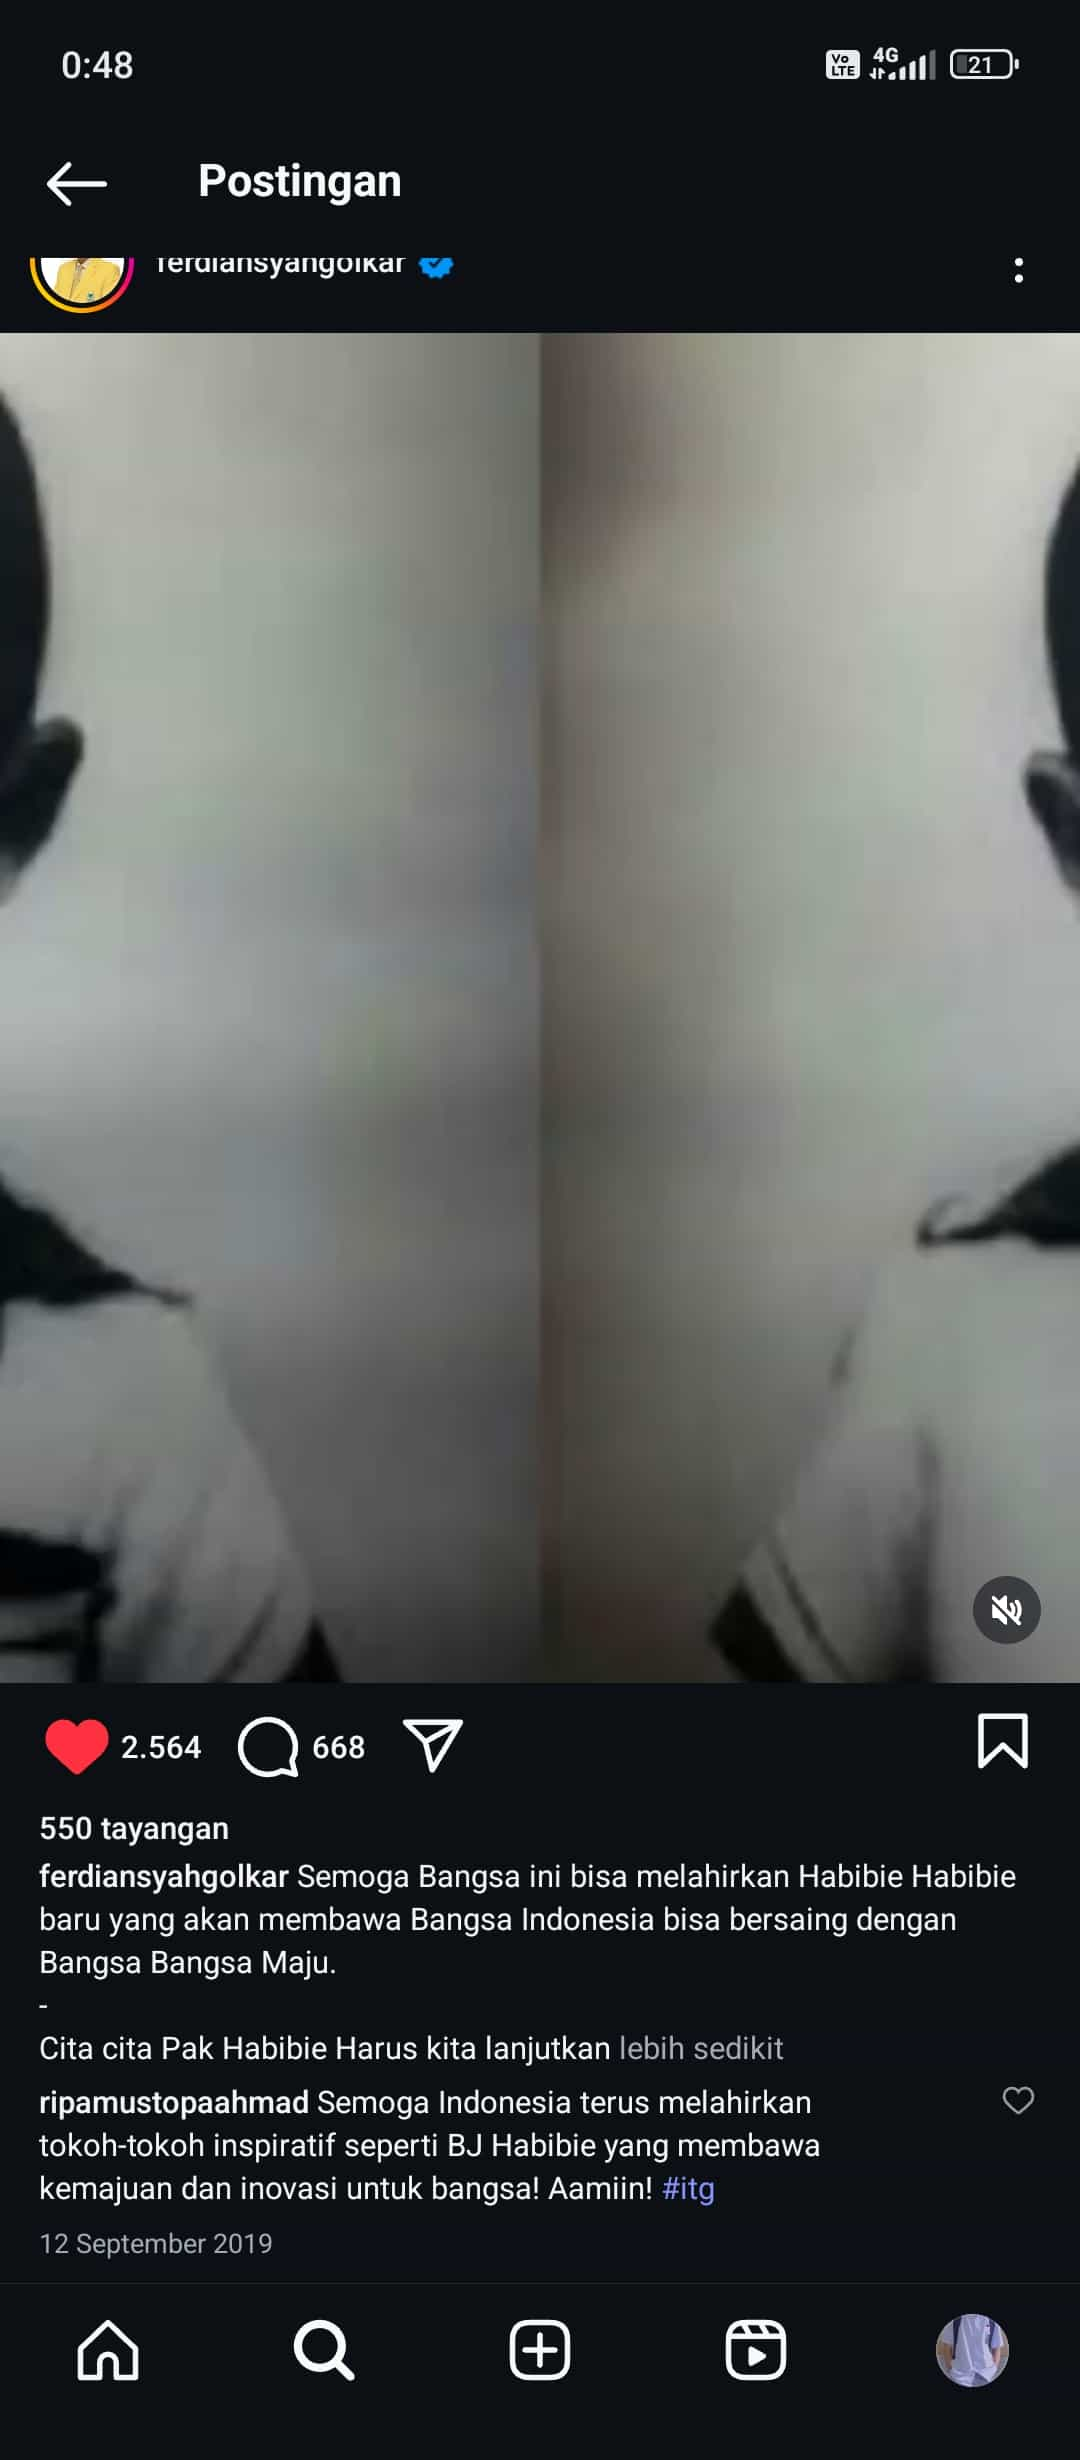 0:48
Vo LTE 4G 21
Postingan
ferdiansyahgolkar
2.564 668
550 tayangan
ferdiansyahgolkar Semoga Bangsa ini bisa melahirkan Habibie Habibie
baru yang akan membawa Bangsa Indonesia bisa bersaing dengan
Bangsa Bangsa Maju.
-
Cita cita Pak Habibie Harus kita lanjutkan lebih sedikit
ripamustopaahmad Semoga Indonesia terus melahirkan
tokoh-tokoh inspiratif seperti BJ Habibie yang membawa
kemajuan dan inovasi untuk bangsa! Aamiin! #itg
12 September 2019